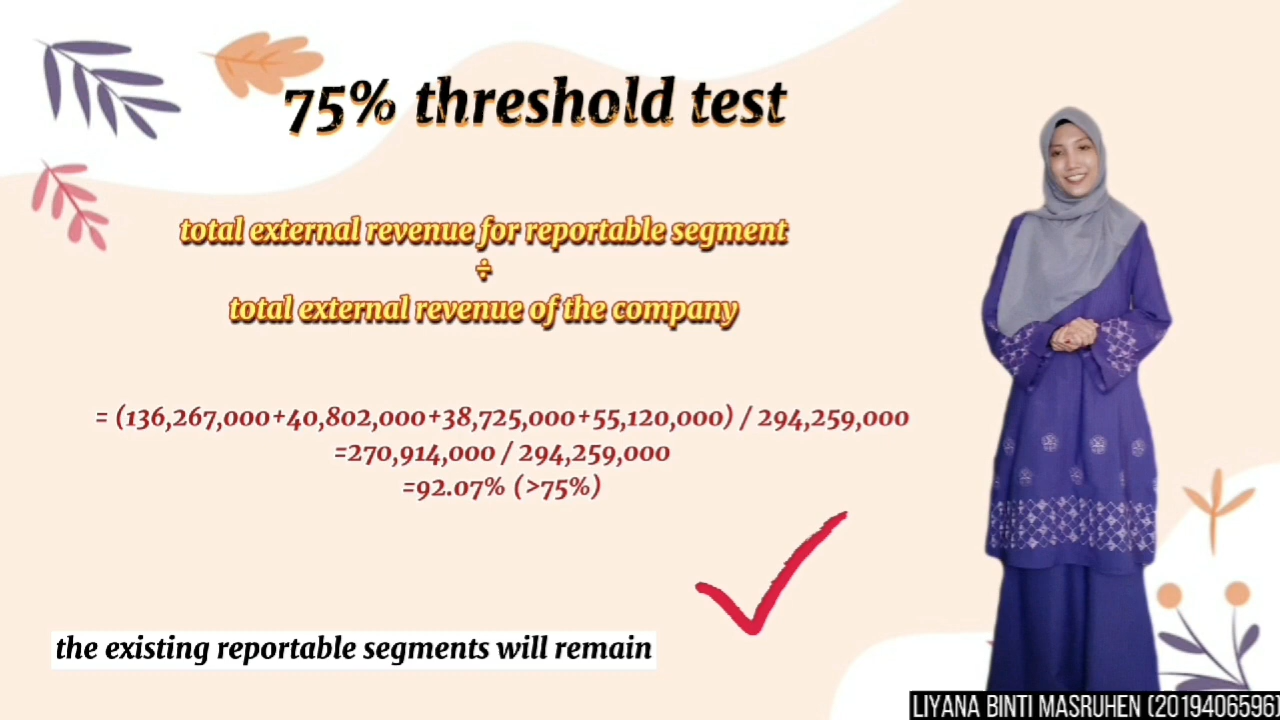 75% threshold test
total external revenue for reportable segment
÷
total external revenue of the company
= (136,267,000+40,802,000+38,725,000+55,120,000) / 294,259,000
=270,914,000 / 294,259,000
=92.07% (>75%)
the existing reportable segments will remain
LIYANA BINTI MASRUHEN (2019406596)